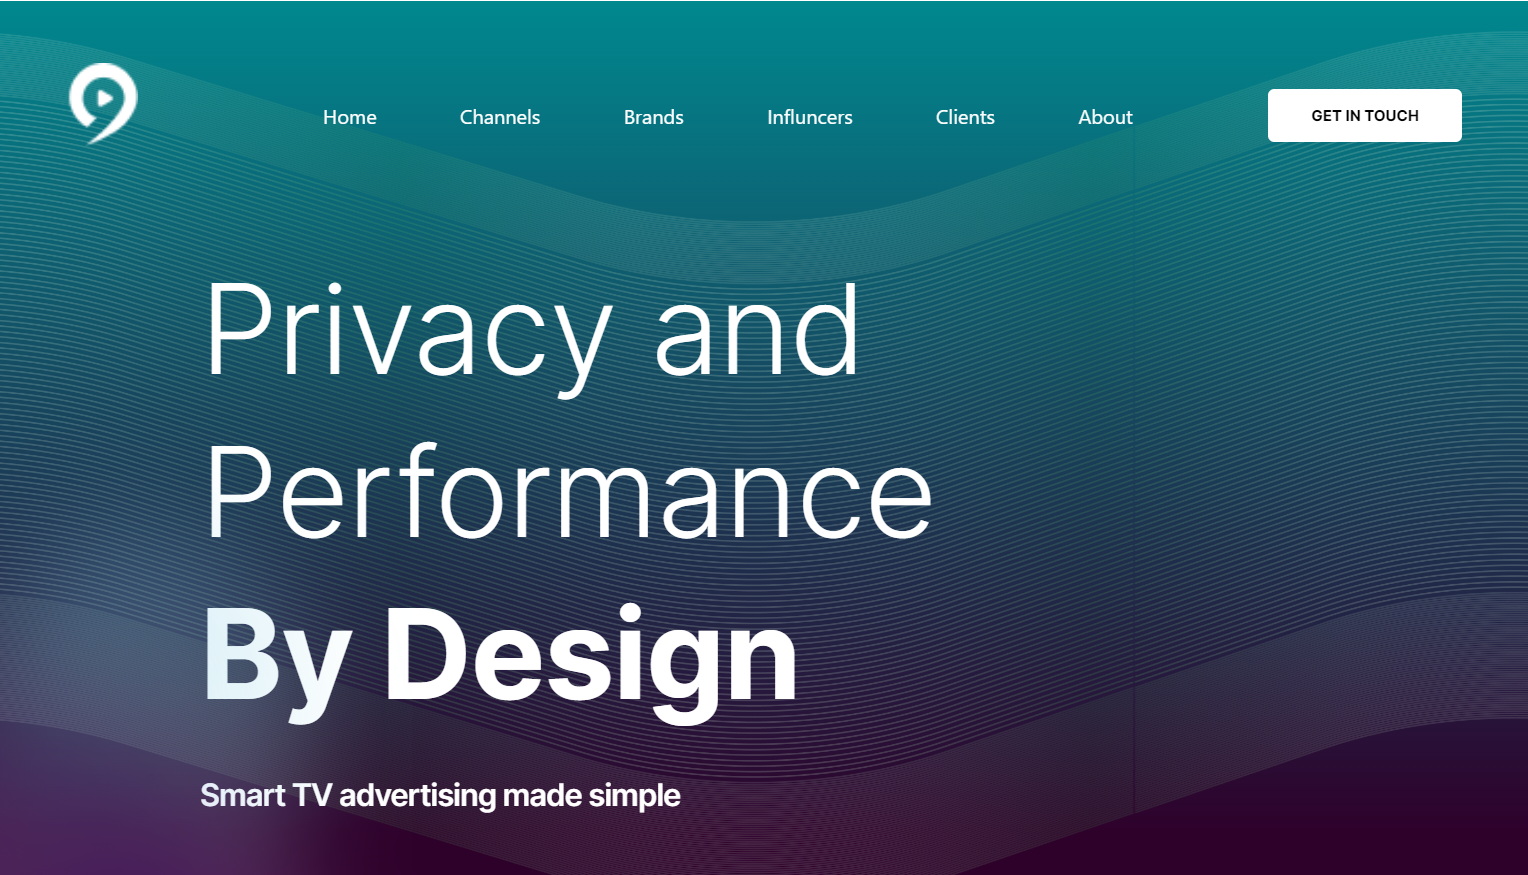 Home
Channels
Brands
Influncers
Clients
About
GET IN TOUCH
Privacy and
Performance
By Design
Smart TV advertising made simple